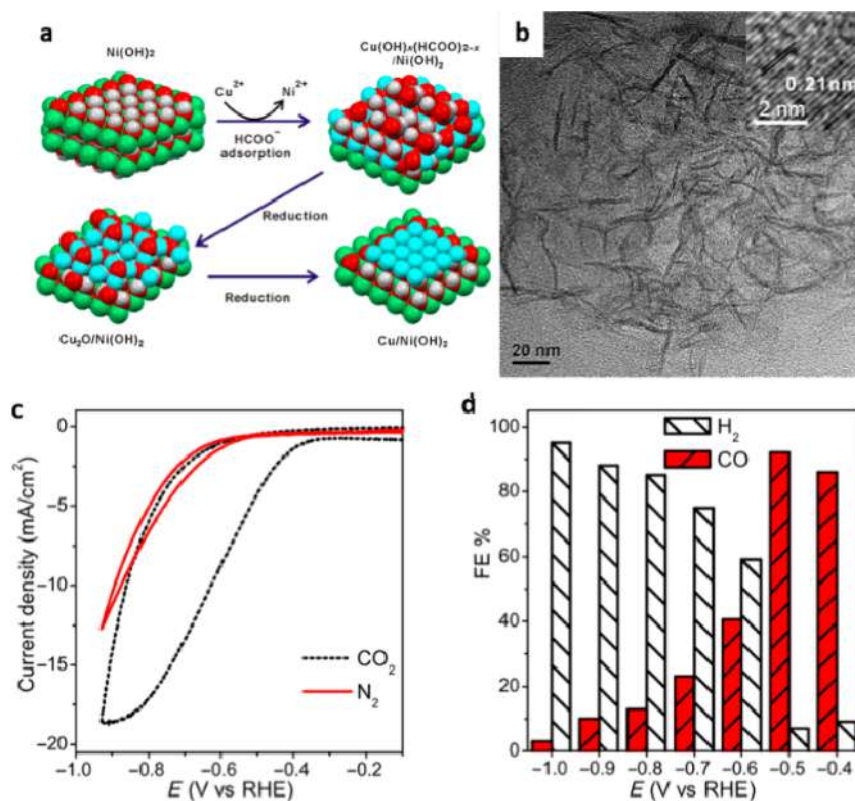 a
Ni(OH)2
Cu²⁺
Ni²⁺
HCOO⁻
adsorption
Cu(OH)ₓ(HCOO)₂₋ₓ
/Ni(OH)₂
Reduction
Cu₂O/Ni(OH)₂
Reduction
Cu/Ni(OH)₂
b
0.21nm
2 nm
20 nm
c
Current density (mA/cm²)
0
−5
−10
−15
−20
CO₂
N₂
−1.0 −0.8 −0.6 −0.4 −0.2
E (V vs RHE)
d
FE %
100
80
60
40
20
0
H₂
CO
−1.0 −0.9 −0.8 −0.7 −0.6 −0.5 −0.4
E (V vs RHE)